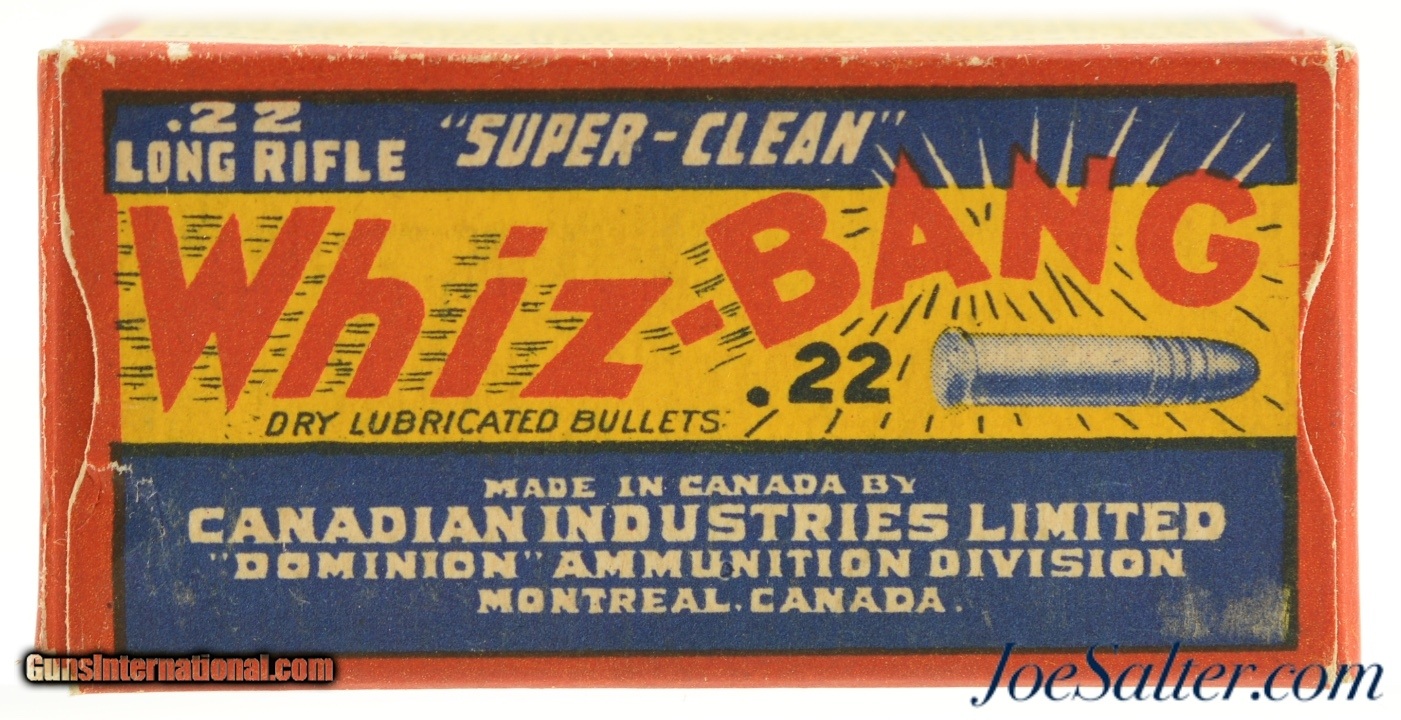 .22
LONG RIFLE
"SUPER-CLEAN"
Whiz-BANG
.22
DRY LUBRICATED BULLETS
MADE IN CANADA BY
CANADIAN INDUSTRIES LIMITED
"DOMINION" AMMUNITION DIVISION
MONTREAL. CANADA.
GunsInternational.com
JoeSalter.com